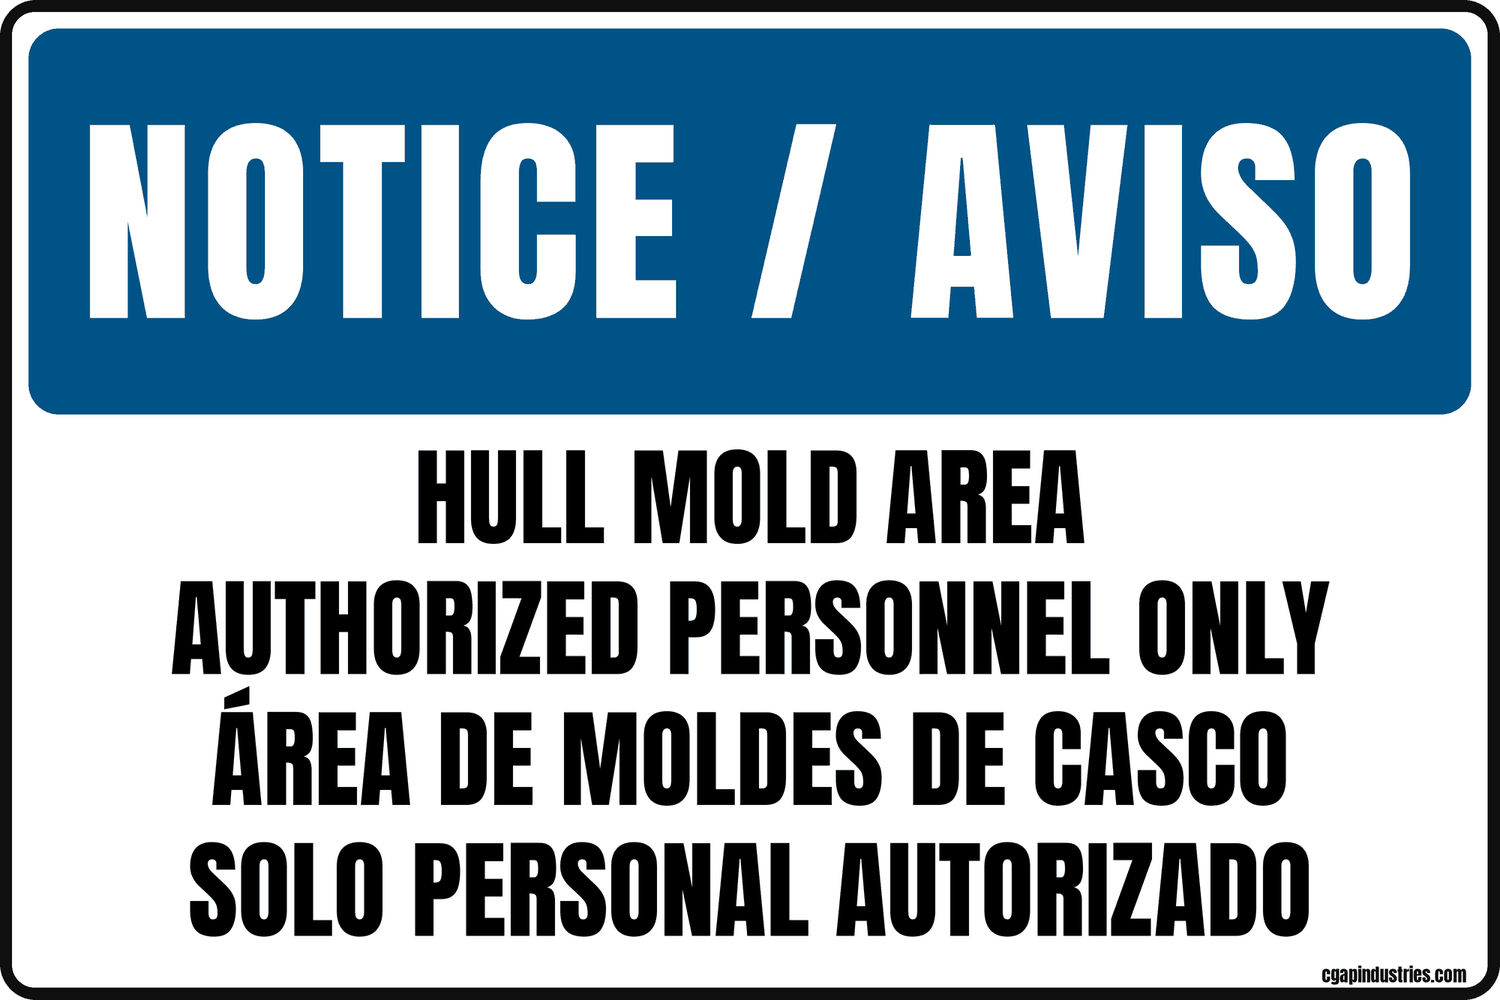 NOTICE / AVISO
HULL MOLD AREA
AUTHORIZED PERSONNEL ONLY
ÁREA DE MOLDES DE CASCO
SOLO PERSONAL AUTORIZADO
cgapindustries.com